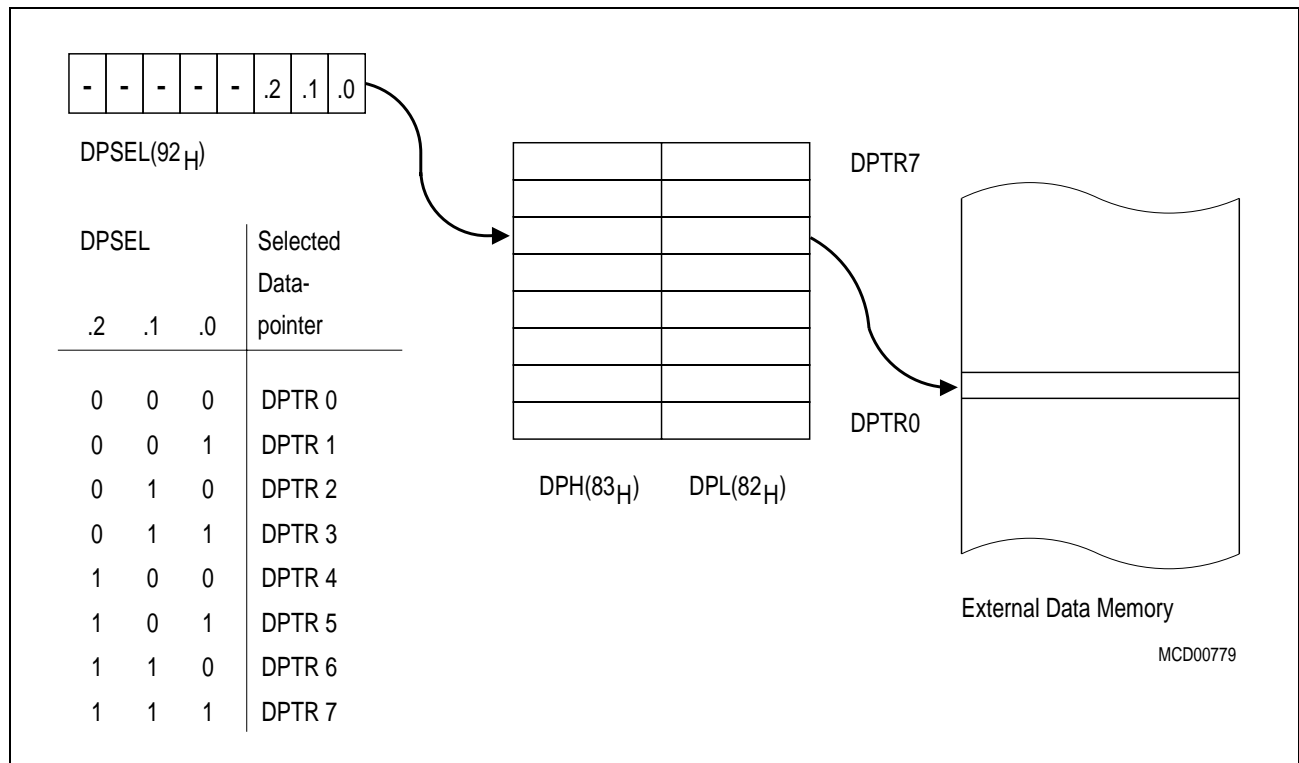 - - - - - .2 .1 .0
DPSEL(92H)
DPSEL Selected
Data-
.2 .1 .0 pointer
0 0 0 DPTR 0
0 0 1 DPTR 1
0 1 0 DPTR 2
0 1 1 DPTR 3
1 0 0 DPTR 4
1 0 1 DPTR 5
1 1 0 DPTR 6
1 1 1 DPTR 7
DPTR7
DPTR0
DPH(83H) DPL(82H)
External Data Memory
MCD00779